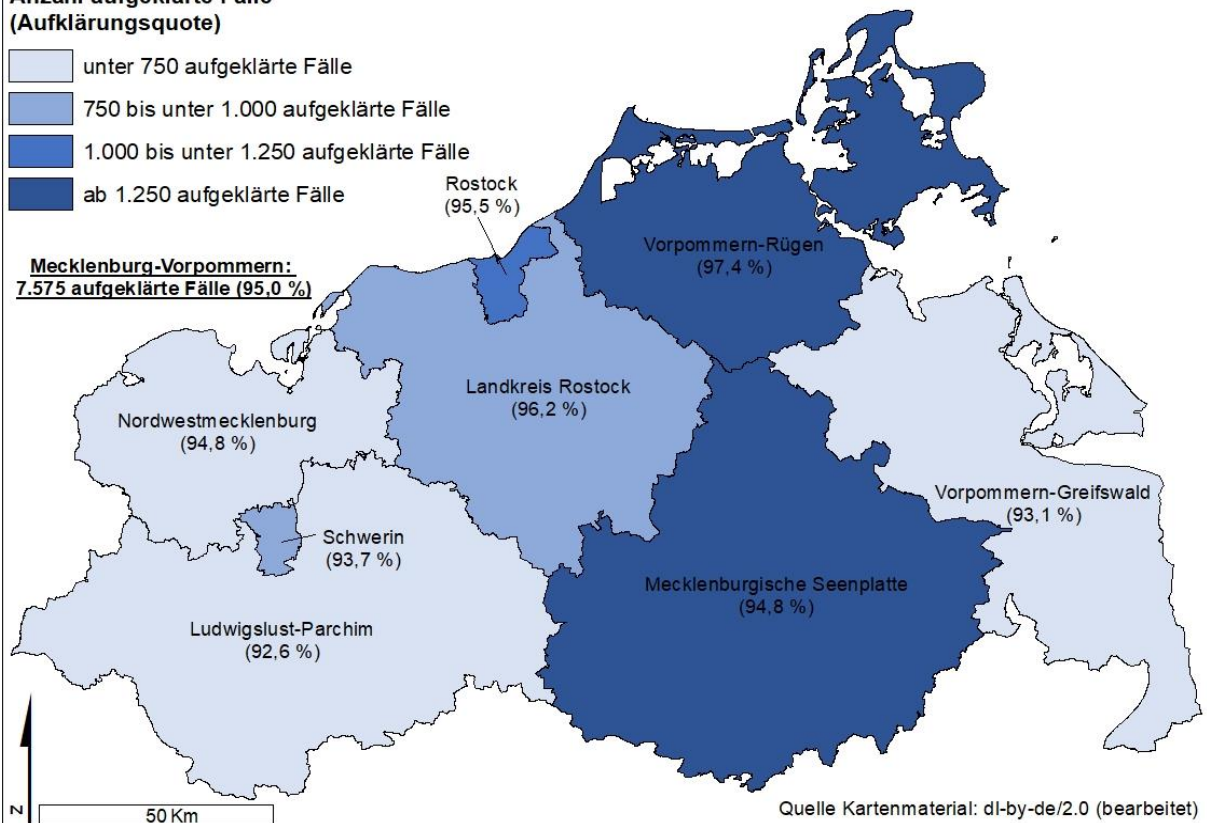 Anzahl aufgeklärte Fälle
(Aufklärungsquote)
unter 750 aufgeklärte Fälle
750 bis unter 1.000 aufgeklärte Fälle
1.000 bis unter 1.250 aufgeklärte Fälle
ab 1.250 aufgeklärte Fälle
Mecklenburg-Vorpommern:
7.575 aufgeklärte Fälle (95,0 %)
Rostock
(95,5 %)
Vorpommern-Rügen
(97,4 %)
Landkreis Rostock
(96,2 %)
Nordwestmecklenburg
(94,8 %)
Vorpommern-Greifswald
(93,1 %)
Schwerin
(93,7 %)
Mecklenburgische Seenplatte
(94,8 %)
Ludwigslust-Parchim
(92,6 %)
N
50 Km
Quelle Kartenmaterial: dl-by-de/2.0 (bearbeitet)